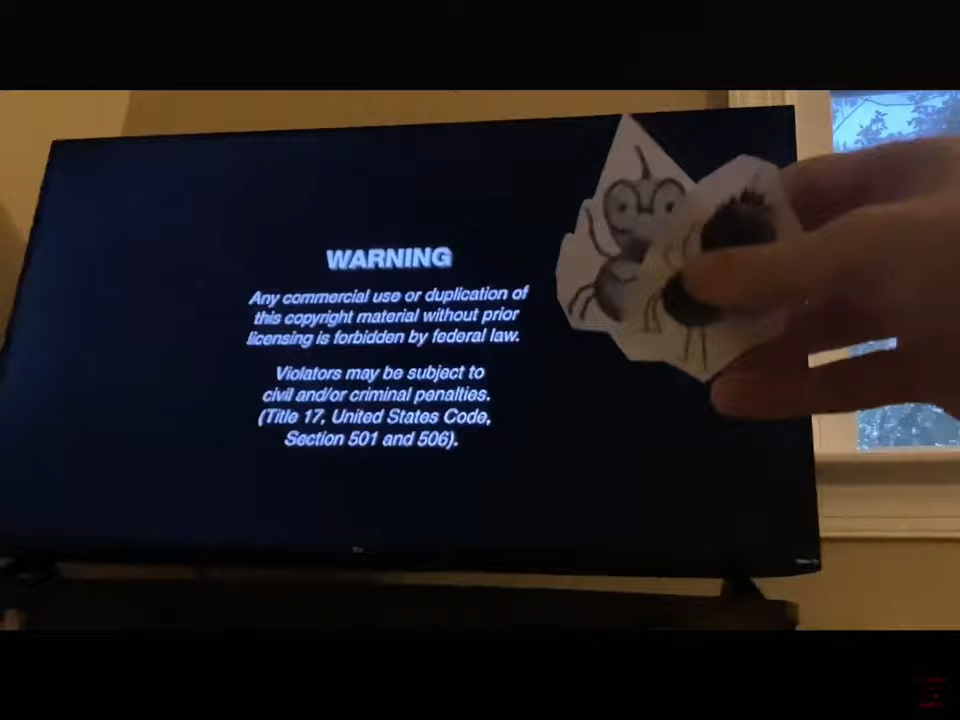 WARNING
Any commercial use or duplication of
this copyright material without prior
licensing is forbidden by federal law.
Violators may be subject to
civil and/or criminal penalties.
(Title 17, United States Code,
Section 501 and 506).